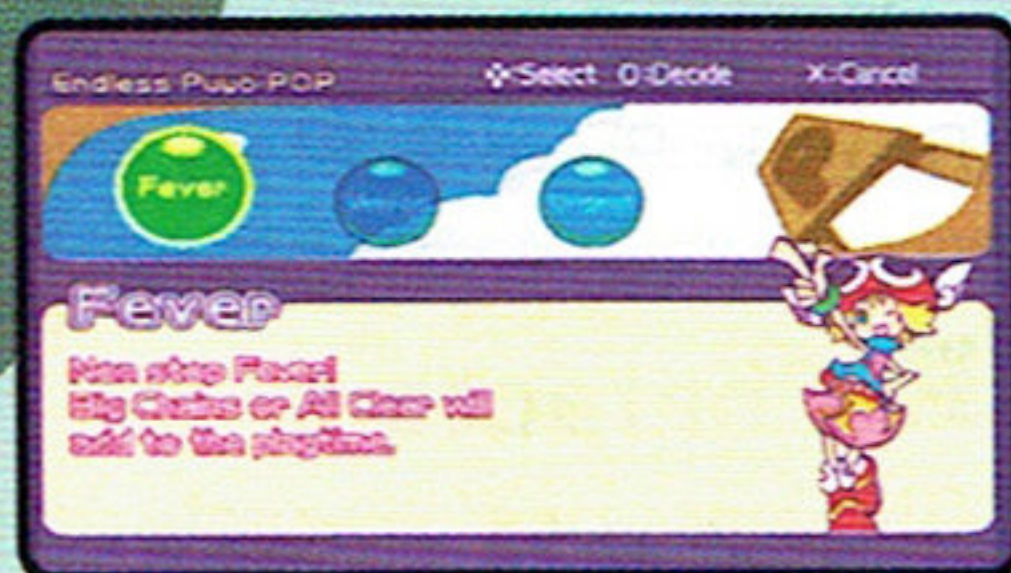 Endless Puyo POP
✥:Select O:Decide X:Cancel
Fever
Fever
Non stop Fever!
Big Chains or All Clear will
add to the playtime.